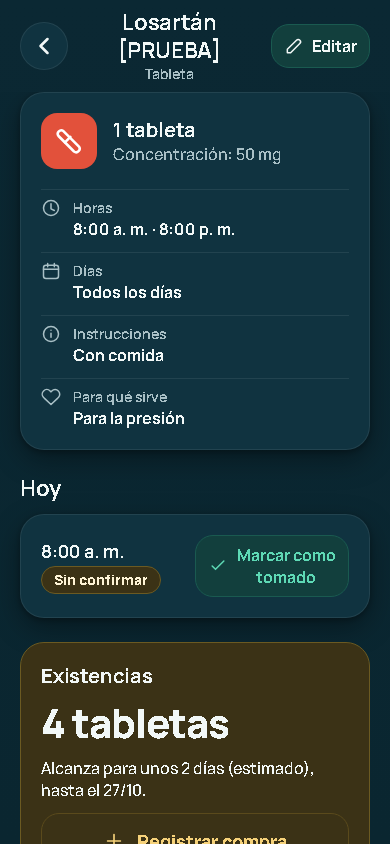 Losartán
[PRUEBA]
Tableta
Editar
1 tableta
Concentración: 50 mg
Horas
8:00 a. m. · 8:00 p. m.
Días
Todos los días
Instrucciones
Con comida
Para qué sirve
Para la presión
Hoy
8:00 a. m.
Sin confirmar
Marcar como
tomado
Existencias
4 tabletas
Alcanza para unos 2 días (estimado),
hasta el 27/10.
Registrar compra